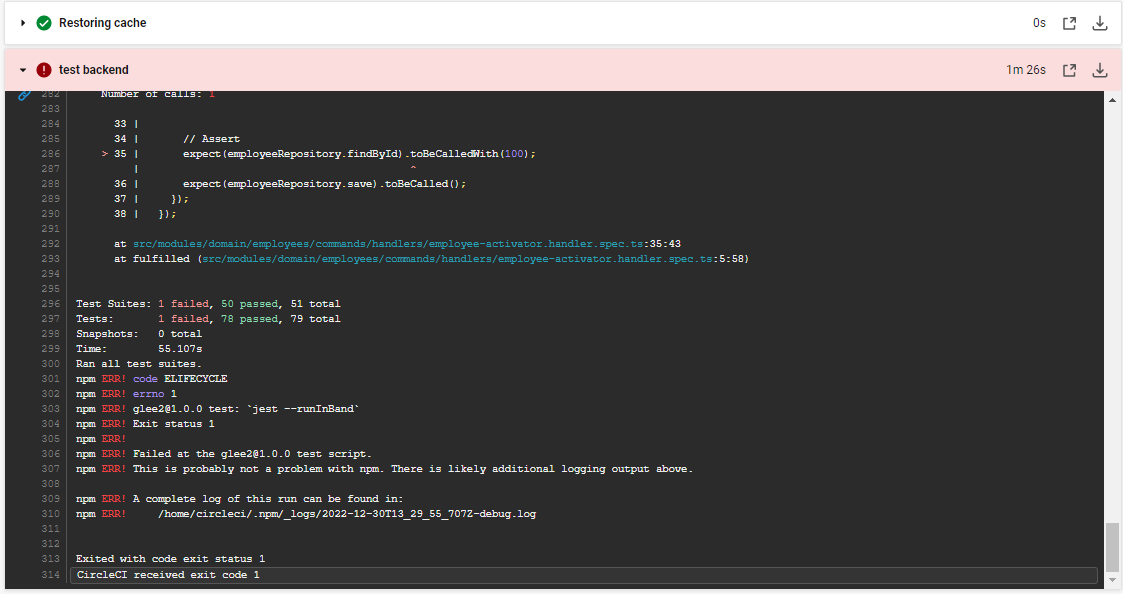 Restoring cache 0s
test backend 1m 26s
282 Number of calls: 1
283
284 33 |
285 34 | // Assert
286 > 35 | expect(employeeRepository.findById).toBeCalledWith(100);
287 | ^
288 36 | expect(employeeRepository.save).toBeCalled();
289 37 | });
290 38 | });
291
292 at src/modules/domain/employees/commands/handlers/employee-activator.handler.spec.ts:35:43
293 at fulfilled (src/modules/domain/employees/commands/handlers/employee-activator.handler.spec.ts:5:58)
294
295
296 Test Suites: 1 failed, 50 passed, 51 total
297 Tests: 1 failed, 78 passed, 79 total
298 Snapshots: 0 total
299 Time: 55.107s
300 Ran all test suites.
301 npm ERR! code ELIFECYCLE
302 npm ERR! errno 1
303 npm ERR! glee2@1.0.0 test: `jest --runInBand`
304 npm ERR! Exit status 1
305 npm ERR!
306 npm ERR! Failed at the glee2@1.0.0 test script.
307 npm ERR! This is probably not a problem with npm. There is likely additional logging output above.
308
309 npm ERR! A complete log of this run can be found in:
310 npm ERR! /home/circleci/.npm/_logs/2022-12-30T13_29_55_707Z-debug.log
311
312
313 Exited with code exit status 1
314 CircleCI received exit code 1